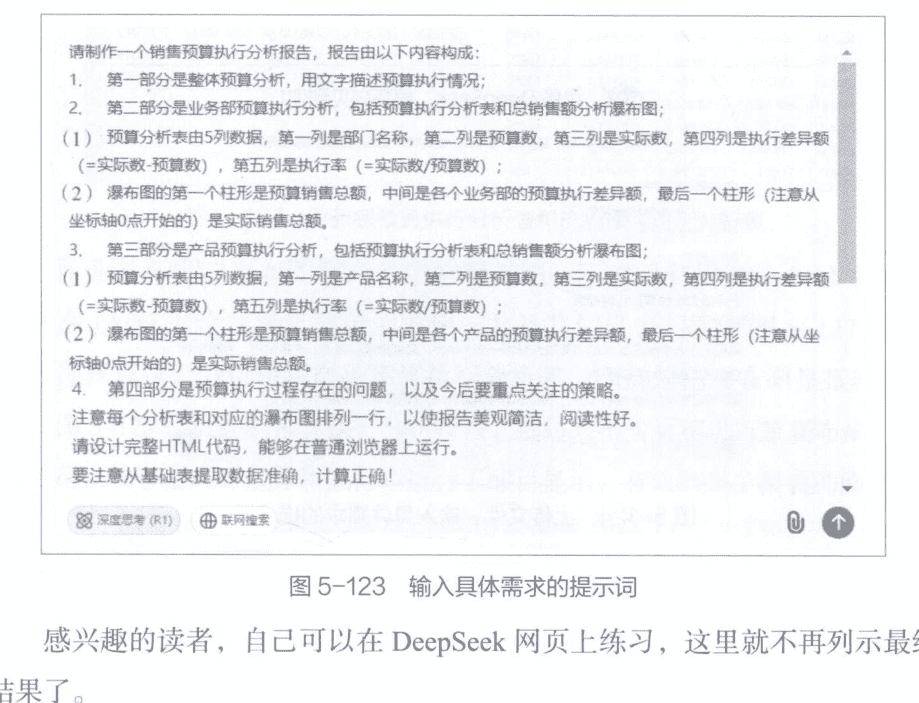 请制作一个销售预算执行分析报告，报告由以下内容构成：
1. 第一部分是整体预算分析，用文字描述预算执行情况；
2. 第二部分是业务部预算执行分析，包括预算执行分析表和总销售额分析瀑布图；
（1）预算分析表由5列数据，第一列是部门名称，第二列是预算数，第三列是实际数，第四列是执行差异额
（=实际数-预算数），第五列是执行率（=实际数/预算数）；
（2）瀑布图的第一个柱形是预算销售总额，中间是各个业务部的预算执行差异额，最后一个柱形（注意从
坐标轴0点开始的）是实际销售总额。
3. 第三部分是产品预算执行分析，包括预算执行分析表和总销售额分析瀑布图；
（1）预算分析表由5列数据，第一列是产品名称，第二列是预算数，第三列是实际数，第四列是执行差异额
（=实际数-预算数），第五列是执行率（=实际数/预算数）；
（2）瀑布图的第一个柱形是预算销售总额，中间是各个产品的预算执行差异额，最后一个柱形（注意从坐
标轴0点开始的）是实际销售总额。
4. 第四部分是预算执行过程存在的问题，以及今后要重点关注的策略。
注意每个分析表和对应的瀑布图排列一行，以使报告美观简洁，阅读性好。
请设计完整HTML代码，能够在普通浏览器上运行。
要注意从基础表提取数据准确，计算正确！
深度思考 (R1) 联网搜索
图 5-123 输入具体需求的提示词
感兴趣的读者，自己可以在 DeepSeek 网页上练习，这里就不再列示最终
结果了。